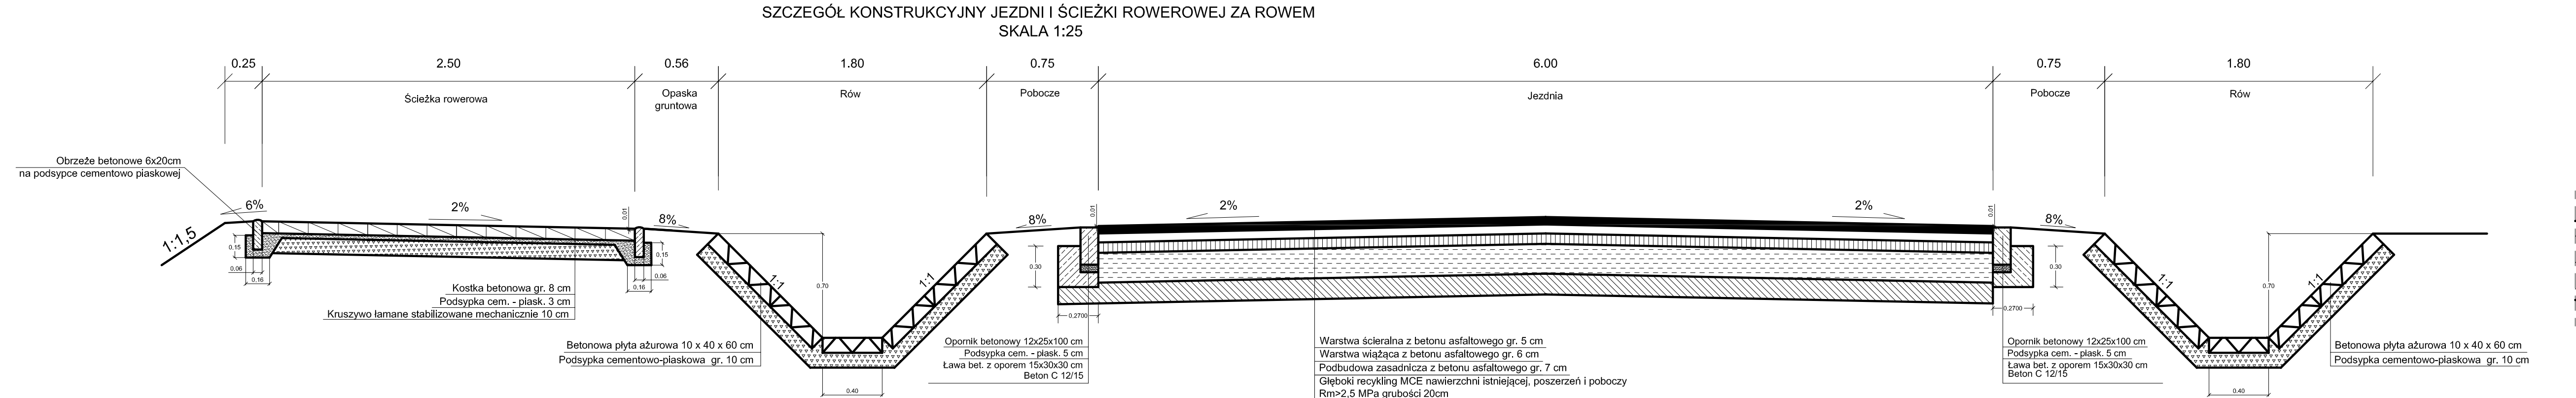 SZCZEGÓŁ KONSTRUKCYJNY JEZDNI I ŚCIEŻKI ROWEROWEJ ZA ROWEM
SKALA 1:25
0.25 2.50 0.56 1.80 0.75 6.00 0.75 1.80
Ścieżka rowerowa
Opaska
gruntowa
Rów
Pobocze
Jezdnia
Pobocze
Rów
Obrzeże betonowe 6x20cm
na podsypce cementowo piaskowej
6%
2%
0.01
8%
8%
0.01
2%
2%
0.01
8%
1:1,5
0.15
0.06
0.16
0.15
0.06
0.16
1:1
0.70
1:1
0.30
0.2700
0.30
0.2700
1:1
0.70
1:1
Kostka betonowa gr. 8 cm
Podsypka cem. - piask. 3 cm
Kruszywo łamane stabilizowane mechanicznie 10 cm
Betonowa płyta ażurowa 10 x 40 x 60 cm
Podsypka cementowo-plaskowa gr. 10 cm
0.40
Opornik betonowy 12x25x100 cm
Podsypka cem. - piask. 5 cm
Ława bet. z oporem 15x30x30 cm
Beton C 12/15
Warstwa ścieralna z betonu asfaltowego gr. 5 cm
Warstwa wiążąca z betonu asfaltowego gr. 6 cm
Podbudowa zasadnicza z betonu asfaltowego gr. 7 cm
Głęboki recykling MCE nawierzchni istniejącej, poszerzeń i poboczy
Rm>2,5 MPa grubości 20cm
Opornik betonowy 12x25x100 cm
Podsypka cem. - piask. 5 cm
Ława bet. z oporem 15x30x30 cm
Beton C 12/15
0.40
Betonowa płyta ażurowa 10 x 40 x 60 cm
Podsypka cementowo-plaskowa gr. 10 cm